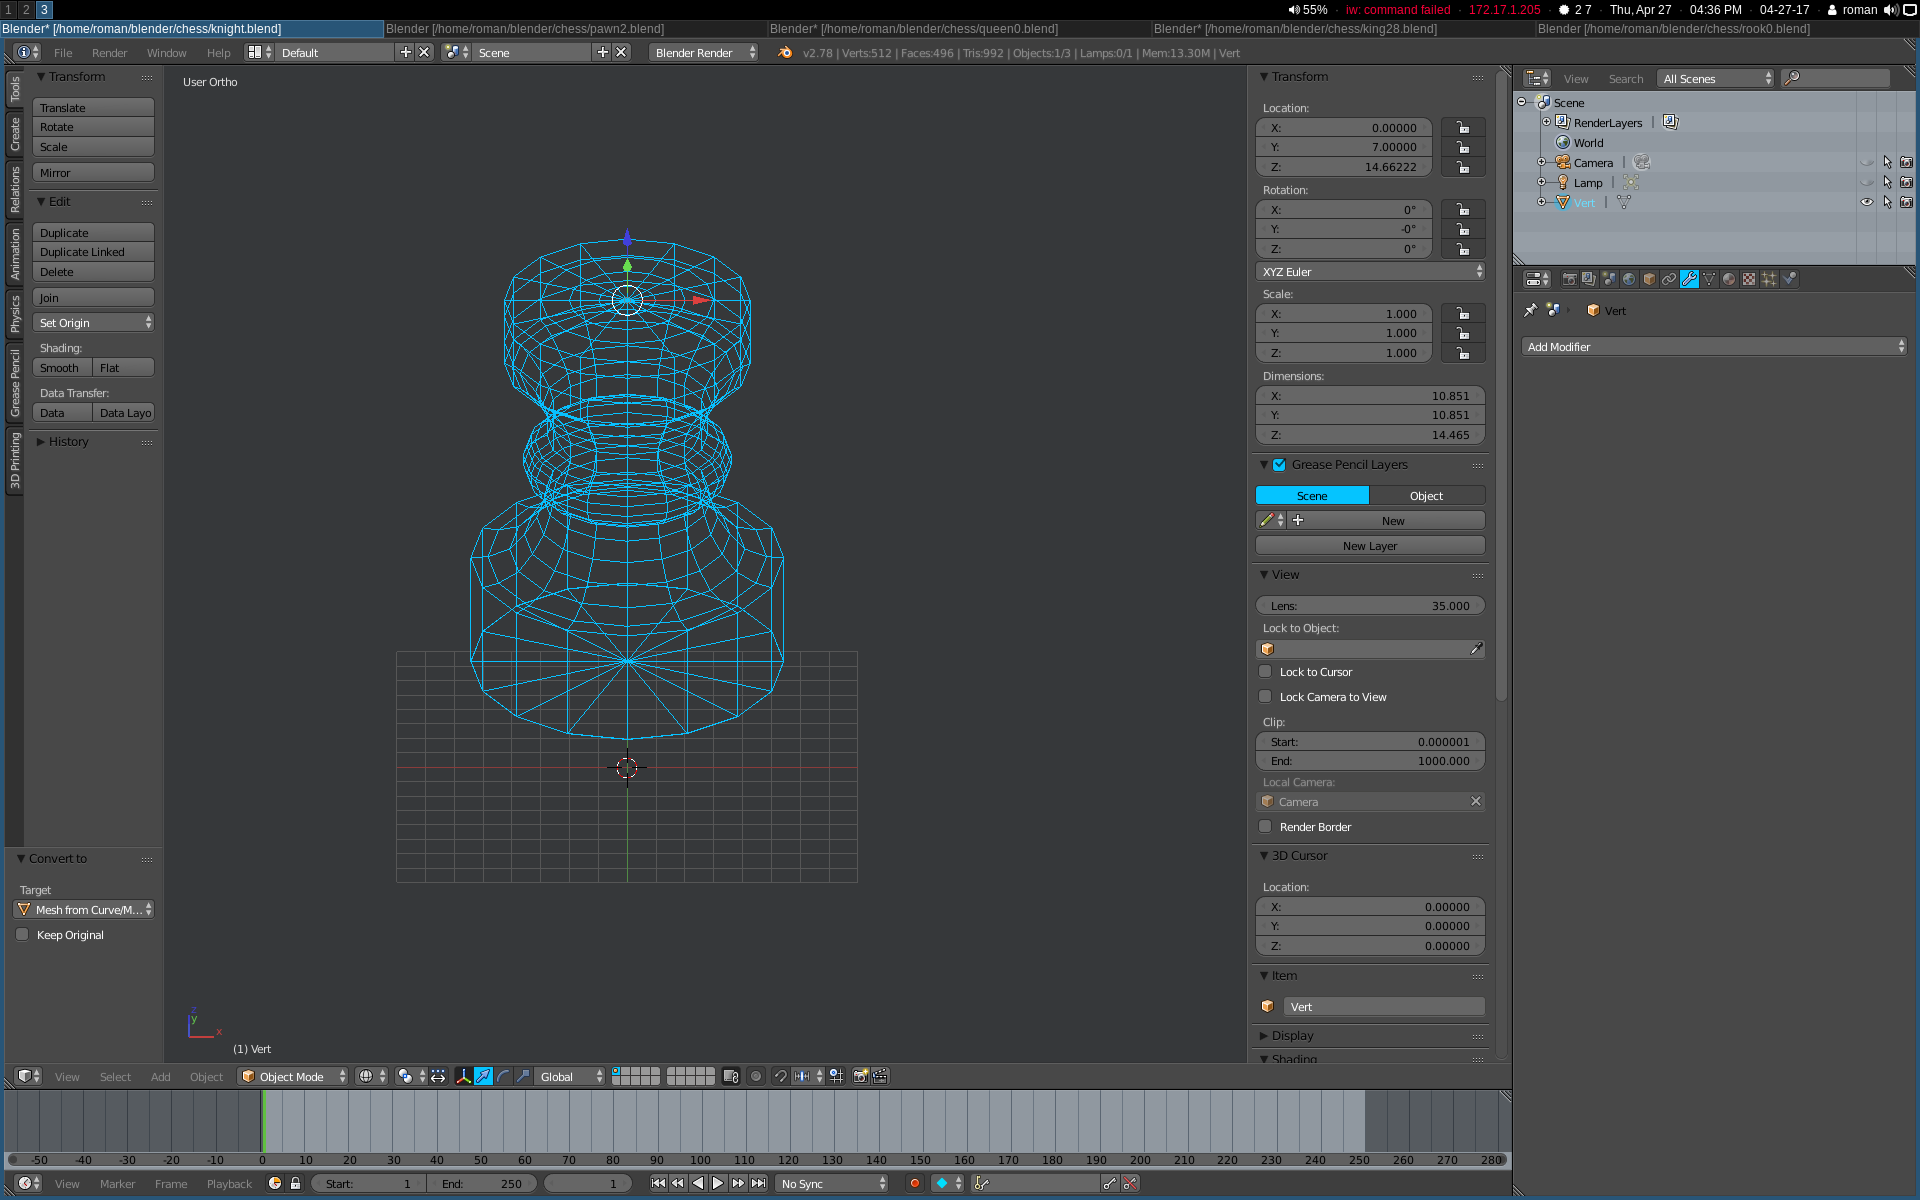 1 2 3
55% · iw: command failed · 172.17.1.205 · 2 7 · Thu, Apr 27 · 04:36 PM · 04-27-17 · roman
Blender* [/home/roman/blender/chess/knight.blend] Blender [/home/roman/blender/chess/pawn2.blend] Blender* [/home/roman/blender/chess/queen0.blend] Blender* [/home/roman/blender/chess/king28.blend] Blender [/home/roman/blender/chess/rook0.blend]
File Render Window Help Default Scene Blender Render v2.78 | Verts:512 | Faces:496 | Tris:992 | Objects:1/3 | Lamps:0/1 | Mem:13.30M | Vert
Tools
Create
Relations
Animation
Physics
Grease Pencil
3D Printing
Transform
Translate
Rotate
Scale
Mirror
Edit
Duplicate
Duplicate Linked
Delete
Join
Set Origin
Shading:
Smooth Flat
Data Transfer:
Data Data Layo
History
Convert to
Target
Mesh from Curve/M...
Keep Original
User Ortho
z
y
x
(1) Vert
Transform
Location:
X: 0.00000
Y: 7.00000
Z: 14.66222
Rotation:
X: 0°
Y: -0°
Z: 0°
XYZ Euler
Scale:
X: 1.000
Y: 1.000
Z: 1.000
Dimensions:
X: 10.851
Y: 10.851
Z: 14.465
Grease Pencil Layers
Scene Object
New
New Layer
View
Lens: 35.000
Lock to Object:
Lock to Cursor
Lock Camera to View
Clip:
Start: 0.000001
End: 1000.000
Local Camera:
Camera
Render Border
3D Cursor
Location:
X: 0.00000
Y: 0.00000
Z: 0.00000
Item
Vert
Display
Shading
View Search All Scenes
Scene
RenderLayers
World
Camera
Lamp
Vert
Vert
Add Modifier
View Select Add Object Object Mode Global
-50 -40 -30 -20 -10 0 10 20 30 40 50 60 70 80 90 100 110 120 130 140 150 160 170 180 190 200 210 220 230 240 250 260 270 280
View Marker Frame Playback Start: 1 End: 250 1 No Sync